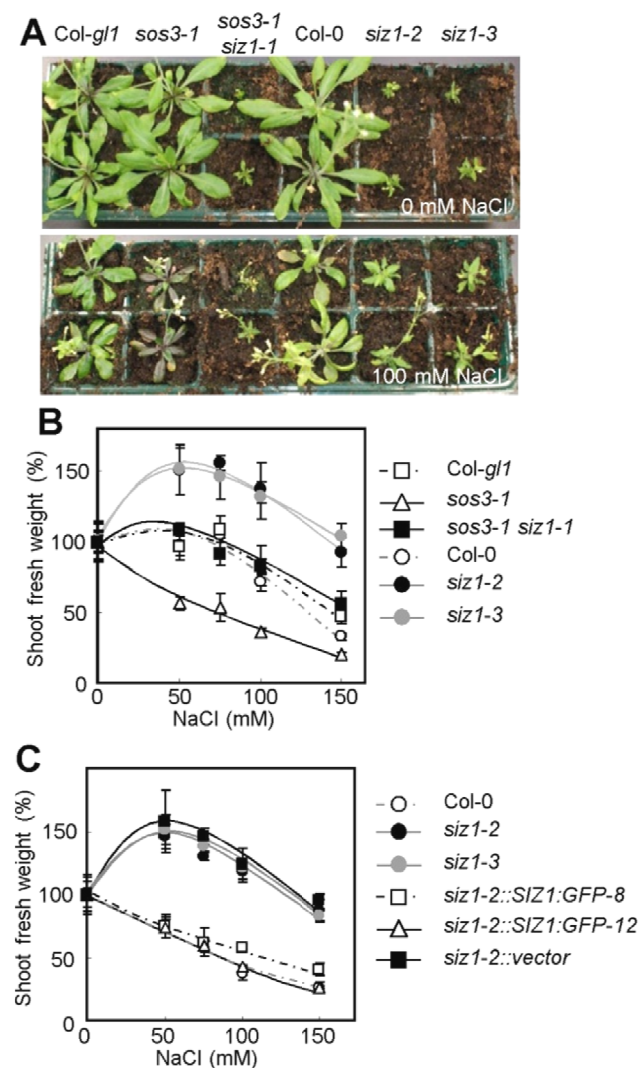 A
Col-gl1 sos3-1 sos3-1 siz1-1 Col-0 siz1-2 siz1-3
0 mM NaCl
100 mM NaCl
B
Shoot fresh weight (%)
150
100
50
0
0 50 100 150
NaCl (mM)
Col-gl1
sos3-1
sos3-1 siz1-1
Col-0
siz1-2
siz1-3
C
Shoot fresh weight (%)
150
100
50
0
0 50 100 150
NaCl (mM)
Col-0
siz1-2
siz1-3
siz1-2::SIZ1:GFP-8
siz1-2::SIZ1:GFP-12
siz1-2::vector